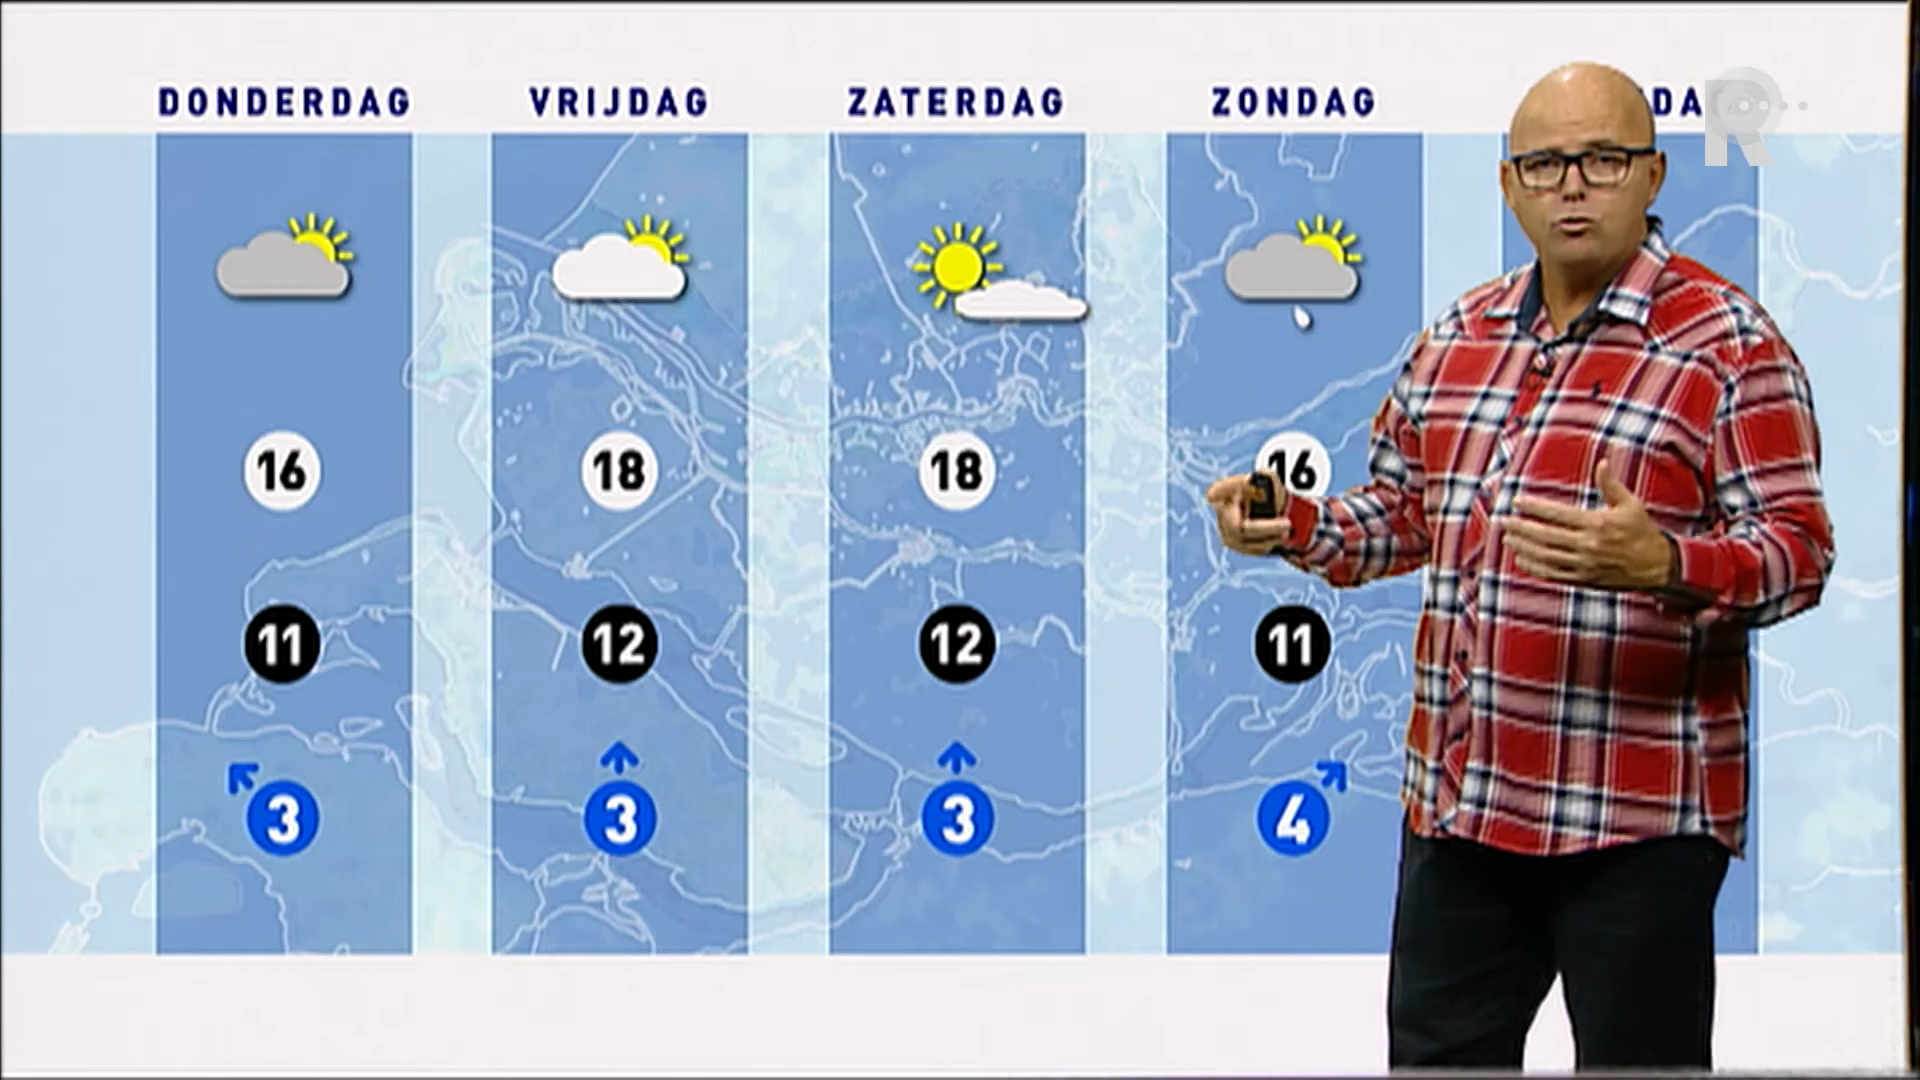 DONDERDAG VRIJDAG ZATERDAG ZONDAG
R
16 18 18 16
11 12 12 11
3 3 3 4